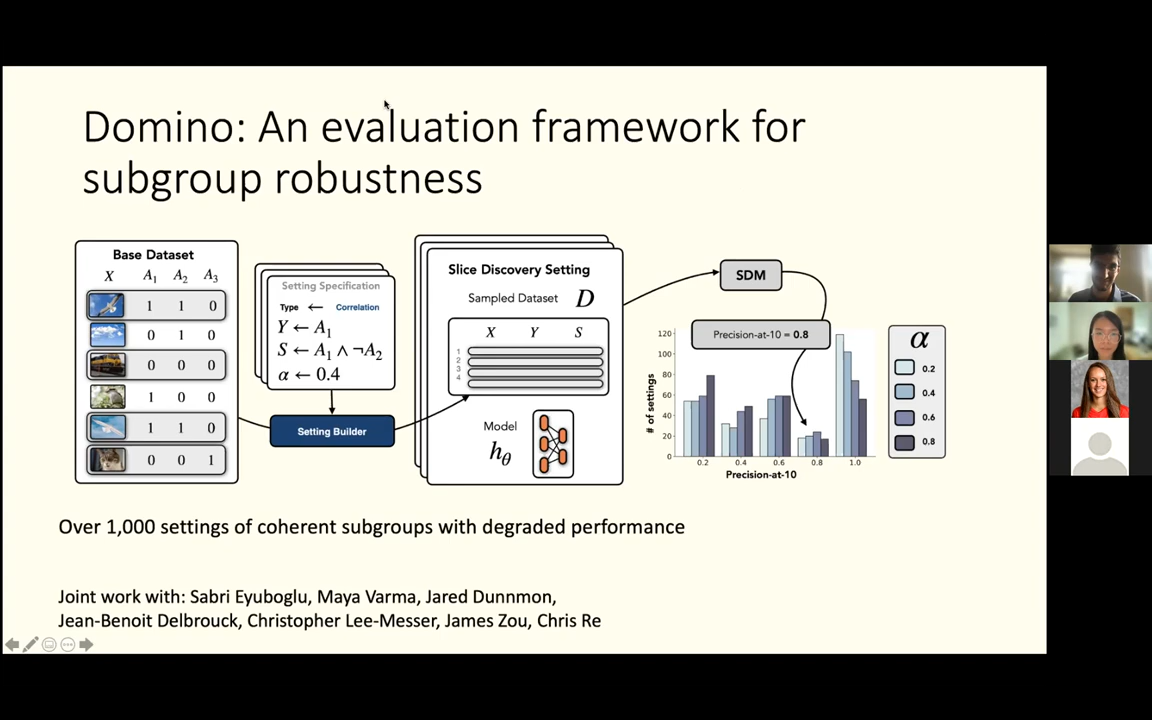 Domino: An evaluation framework for
subgroup robustness
Base Dataset
X A₁ A₂ A₃
1 1 0
0 1 0
0 0 0
1 0 0
1 1 0
0 0 1
Setting Specification
Type ← Correlation
Y ← A₁
S ← A₁ ∧ ¬A₂
α ← 0.4
Setting Builder
Slice Discovery Setting
Sampled Dataset D
X Y S
1
2
3
4
Model
hθ
SDM
Precision-at-10 = 0.8
# of settings
120
100
80
60
40
20
0
0.2 0.4 0.6 0.8 1.0
Precision-at-10
α
0.2
0.4
0.6
0.8
Over 1,000 settings of coherent subgroups with degraded performance
Joint work with: Sabri Eyuboglu, Maya Varma, Jared Dunnmon,
Jean-Benoit Delbrouck, Christopher Lee-Messer, James Zou, Chris Re